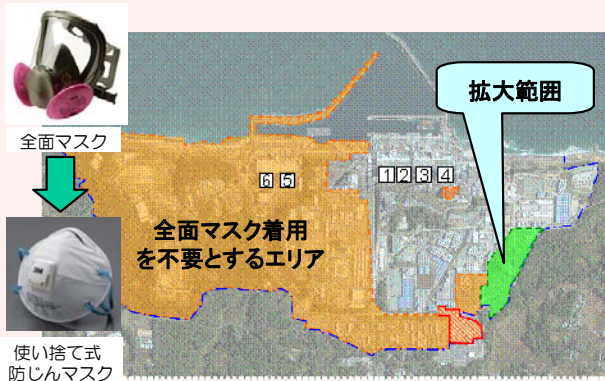 全面マスク
拡大範囲
6 5
1 2 3 4
全面マスク着用
を不要とするエリア
3M
使い捨て式
防じんマスク